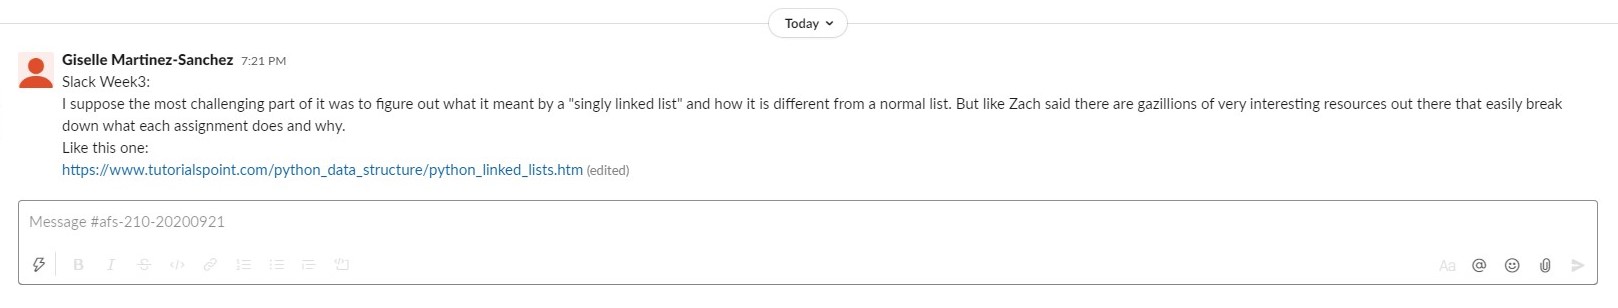 Today
Giselle Martinez-Sanchez 7:21 PM
Slack Week3:
I suppose the most challenging part of it was to figure out what it meant by a "singly linked list" and how it is different from a normal list. But like Zach said there are gazillions of very interesting resources out there that easily break
down what each assignment does and why.
Like this one:
https://www.tutorialspoint.com/python_data_structure/python_linked_lists.htm (edited)
Message #afs-210-20200921
B I S </> Aa @